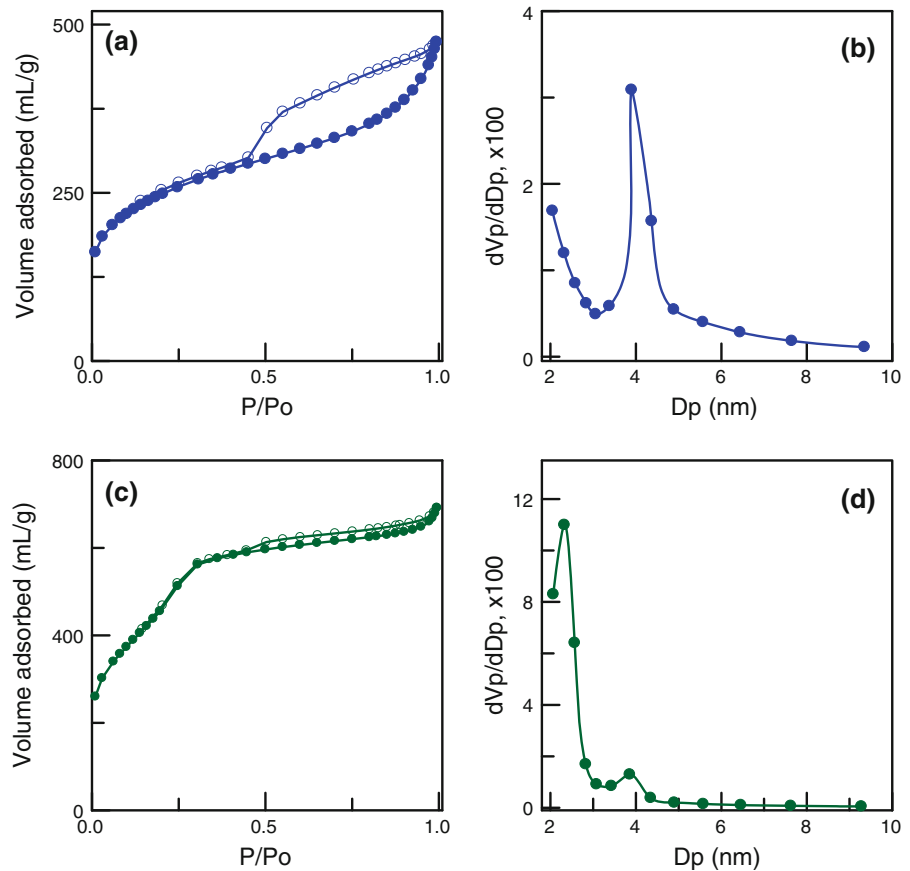 (a)
Volume adsorbed (mL/g)
500
250
0
0.0 0.5 1.0
P/Po
(b)
dVp/dDp, x100
4
2
0
2 4 6 8 10
Dp (nm)
(c)
Volume adsorbed (mL/g)
800
400
0
0.0 0.5 1.0
P/Po
(d)
dVp/dDp, x100
12
8
4
0
2 4 6 8 10
Dp (nm)